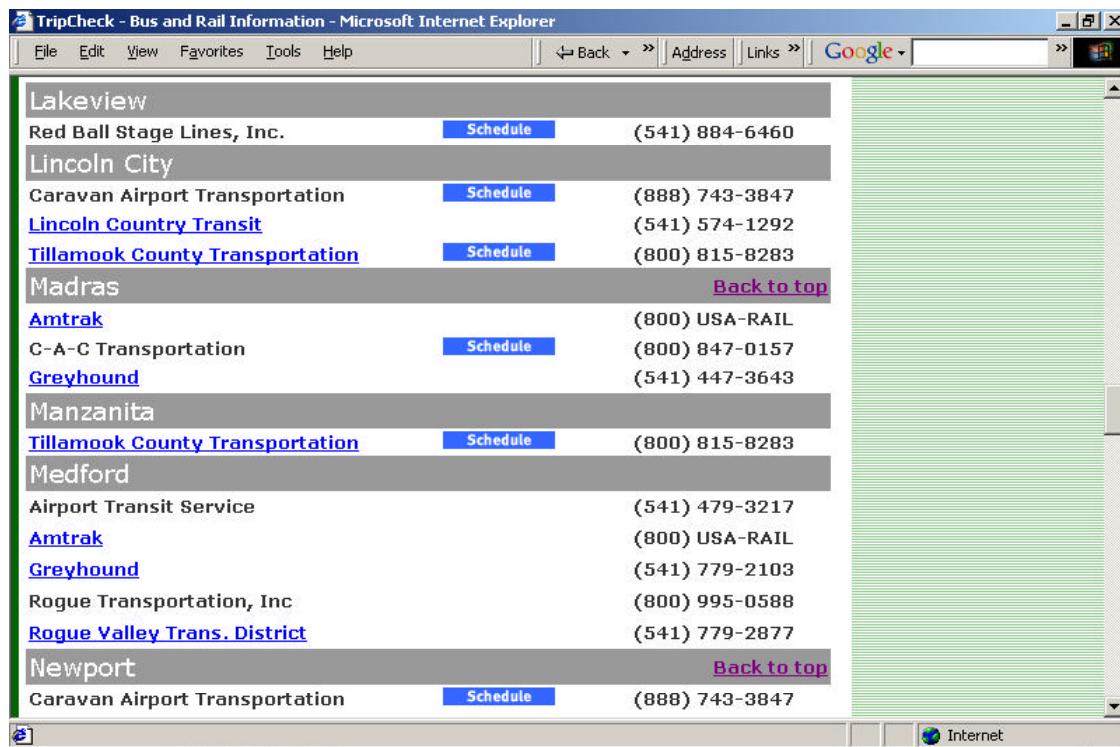 TripCheck - Bus and Rail Information - Microsoft Internet Explorer
File Edit View Favorites Tools Help Back » Address Links » Google »
Lakeview
Red Ball Stage Lines, Inc. Schedule (541) 884-6460
Lincoln City
Caravan Airport Transportation Schedule (888) 743-3847
Lincoln Country Transit (541) 574-1292
Tillamook County Transportation Schedule (800) 815-8283
Madras Back to top
Amtrak (800) USA-RAIL
C-A-C Transportation Schedule (800) 847-0157
Greyhound (541) 447-3643
Manzanita
Tillamook County Transportation Schedule (800) 815-8283
Medford
Airport Transit Service (541) 479-3217
Amtrak (800) USA-RAIL
Greyhound (541) 779-2103
Rogue Transportation, Inc (800) 995-0588
Rogue Valley Trans. District (541) 779-2877
Newport Back to top
Caravan Airport Transportation Schedule (888) 743-3847
Internet